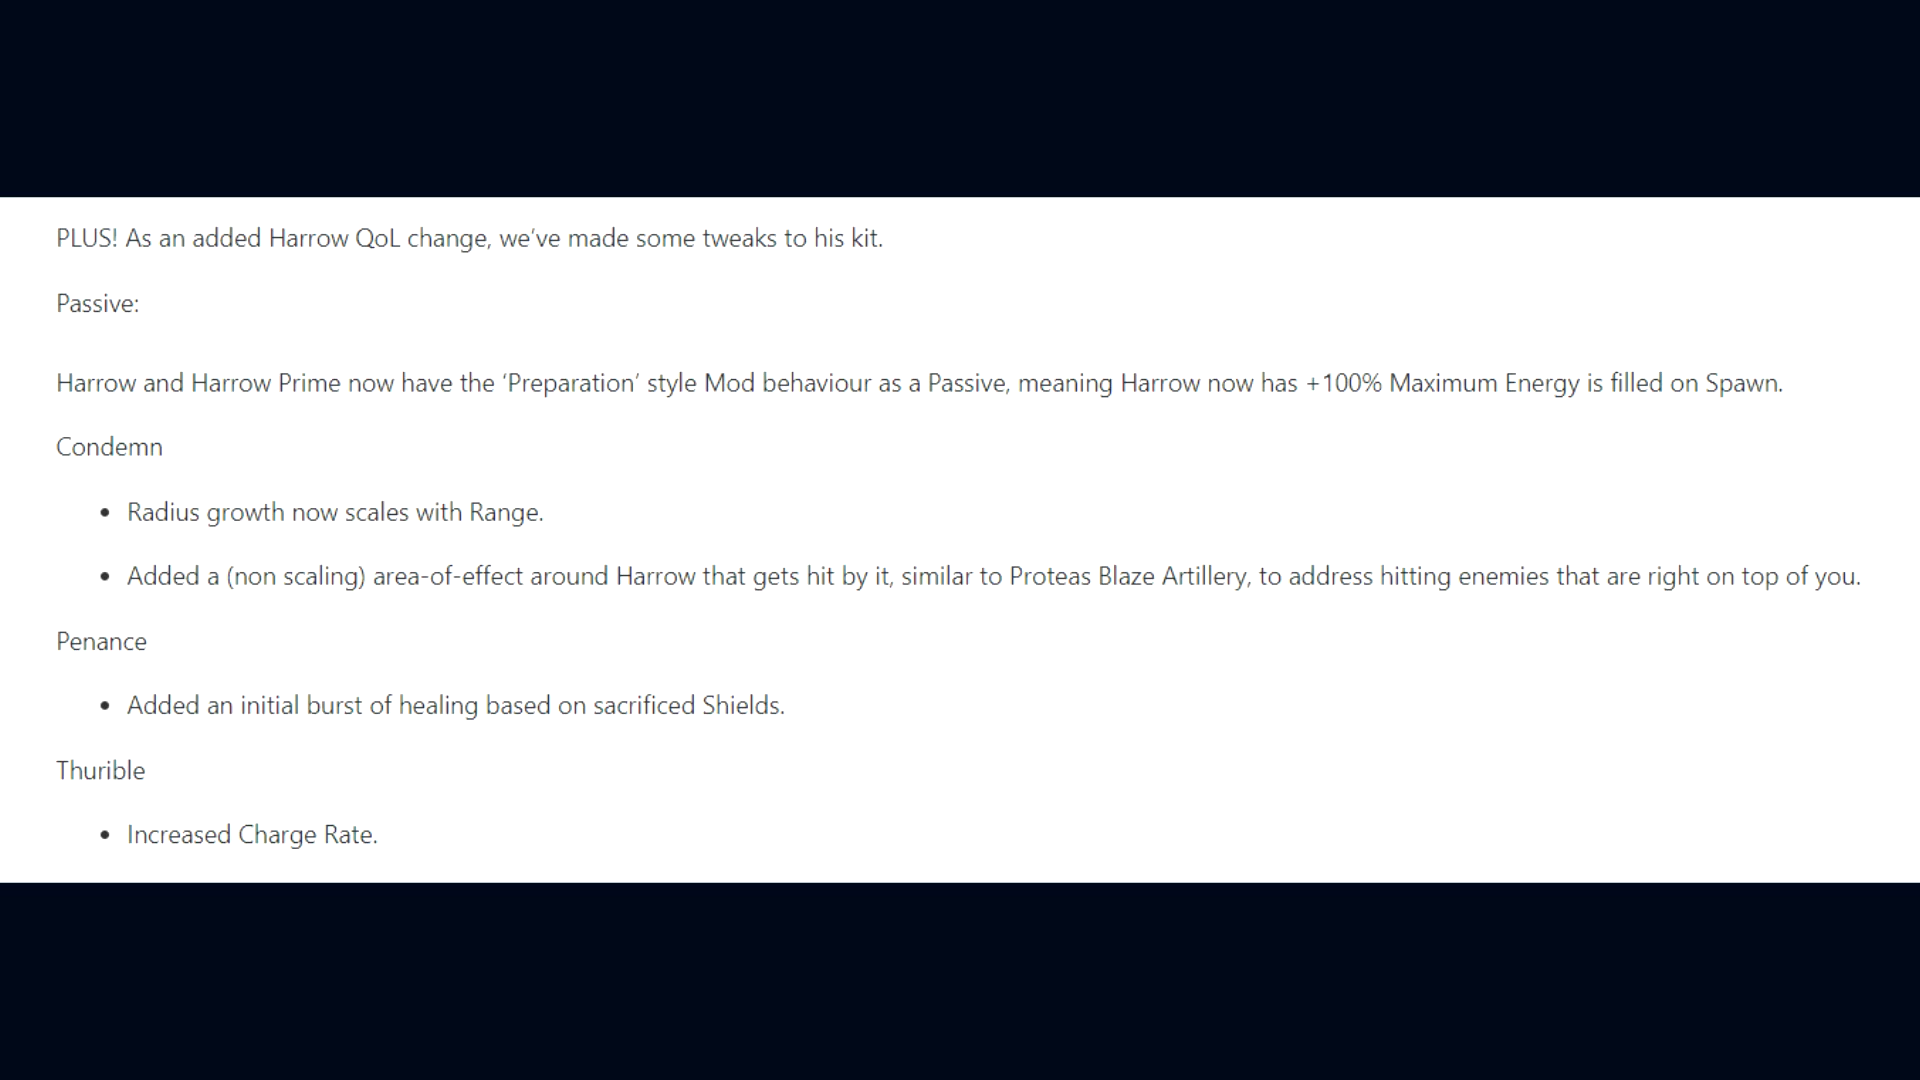 PLUS! As an added Harrow QoL change, we’ve made some tweaks to his kit.
Passive:
Harrow and Harrow Prime now have the ‘Preparation’ style Mod behaviour as a Passive, meaning Harrow now has +100% Maximum Energy is filled on Spawn.
Condemn
• Radius growth now scales with Range.
• Added a (non scaling) area-of-effect around Harrow that gets hit by it, similar to Proteas Blaze Artillery, to address hitting enemies that are right on top of you.
Penance
• Added an initial burst of healing based on sacrificed Shields.
Thurible
• Increased Charge Rate.